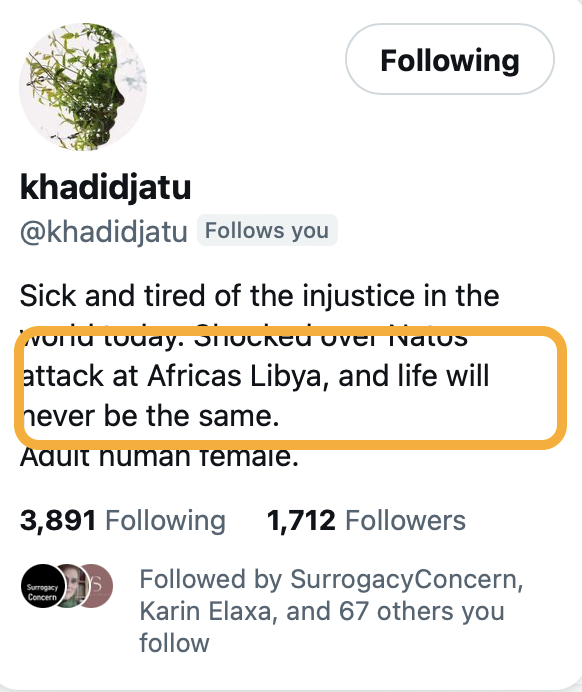 Following
khadidjatu
@khadidjatu Follows you
Sick and tired of the injustice in the
world today. Shocked over Natos
attack at Africas Libya, and life will
never be the same.
Adult human female.
3,891 Following 1,712 Followers
Surrogacy
Concern
S
Followed by SurrogacyConcern,
Karin Elaxa, and 67 others you
follow